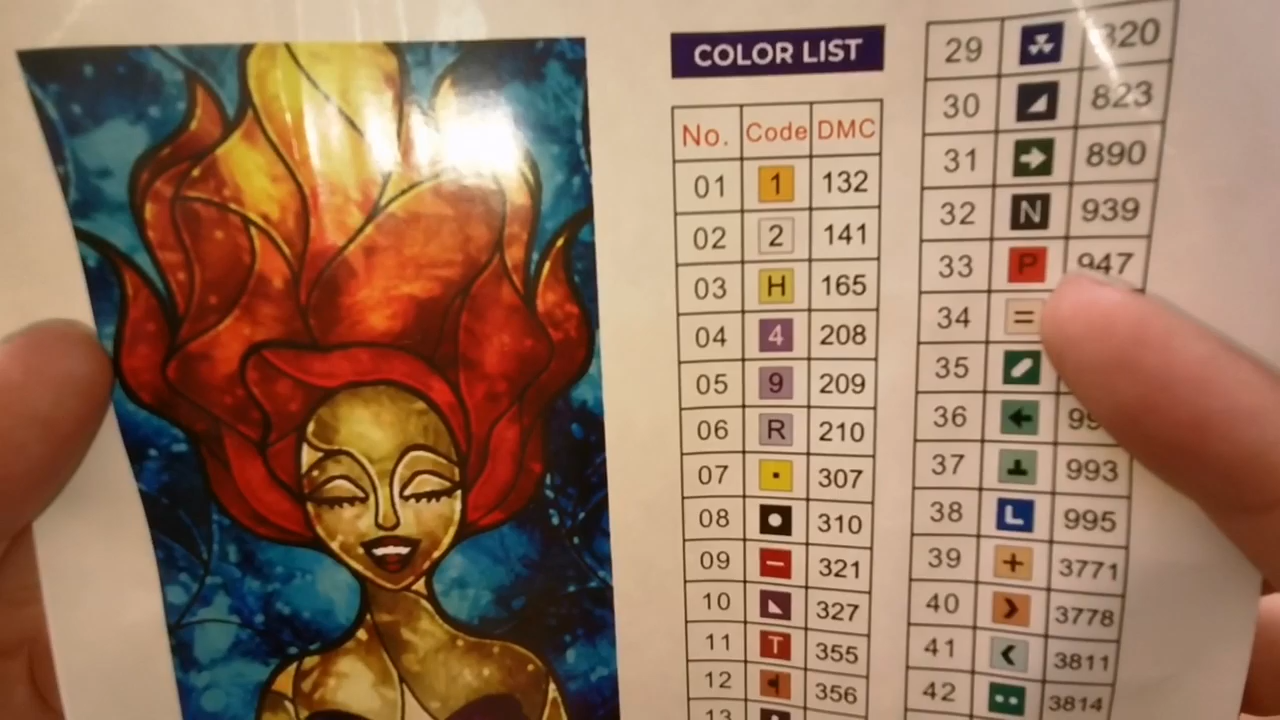 COLOR LIST
No. Code DMC
01 1 132
02 2 141
03 H 165
04 4 208
05 9 209
06 R 210
07 307
08 310
09 321
10 327
11 T 355
12 356
29 820
30 823
31 890
32 N 939
33 P 947
34 =
35
36
37 993
38 L 995
39 + 3771
40 3778
41 3811
42 3814